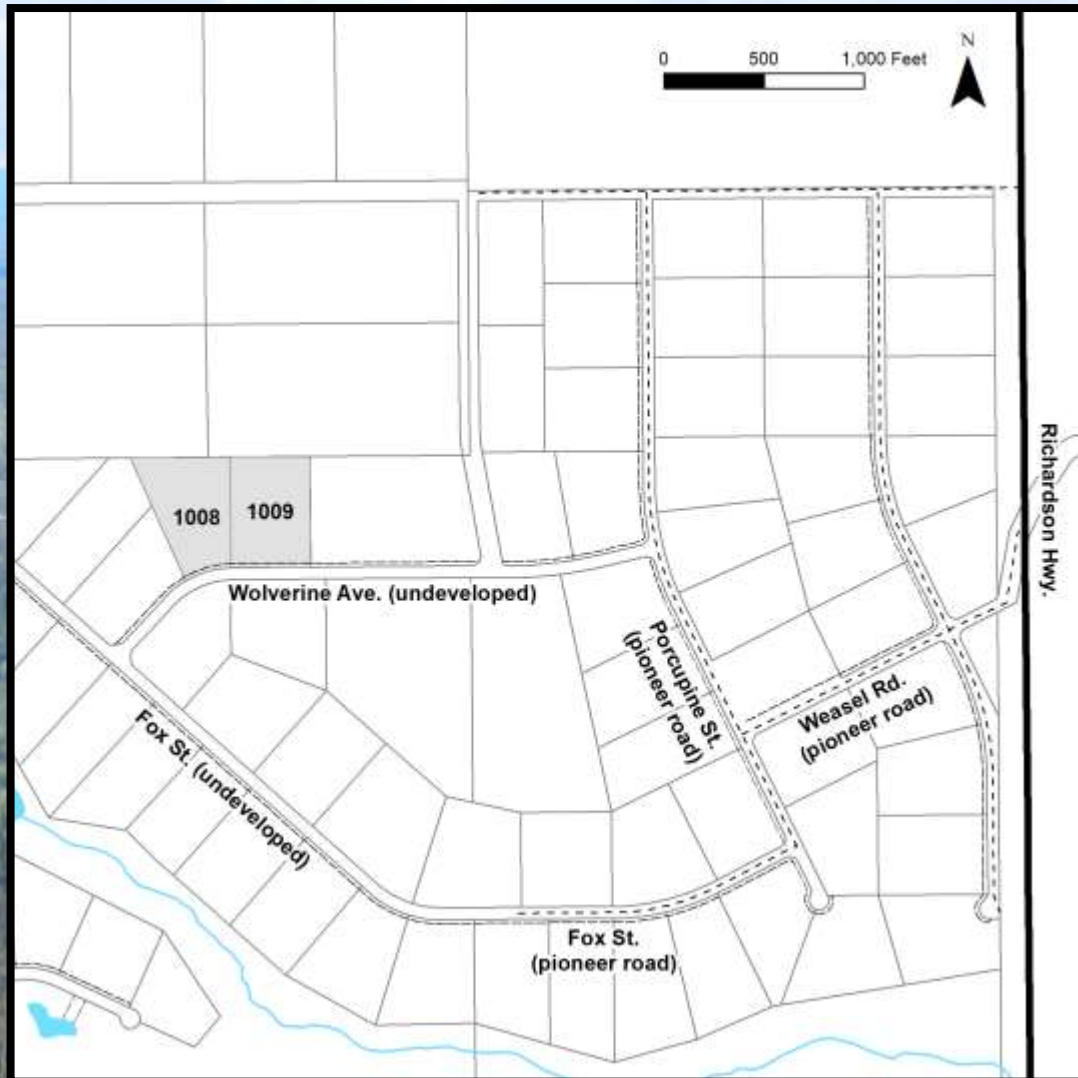 N
0 500 1,000 Feet
Richardson Hwy.
1008 1009
Wolverine Ave. (undeveloped)
Porcupine St.
(pioneer road)
Weasel Rd.
(pioneer road)
Fox St. (undeveloped)
Fox St.
(pioneer road)